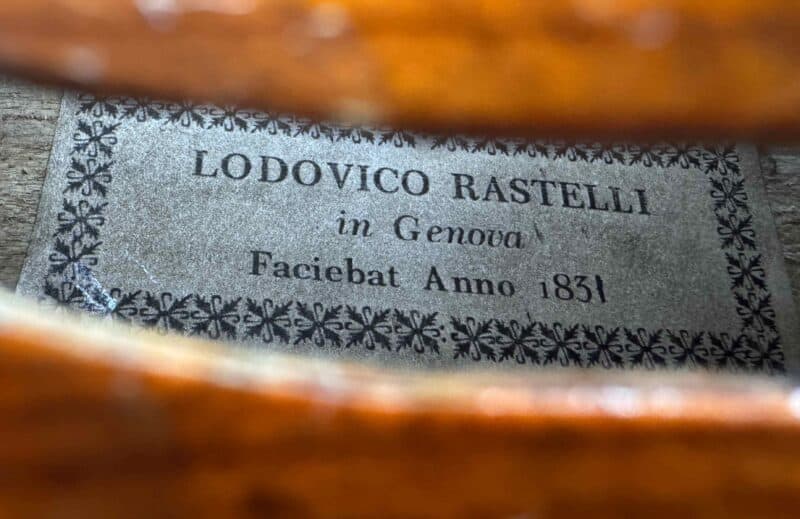 LODOVICO RASTELLI
in Genova
Faciebat Anno 1831